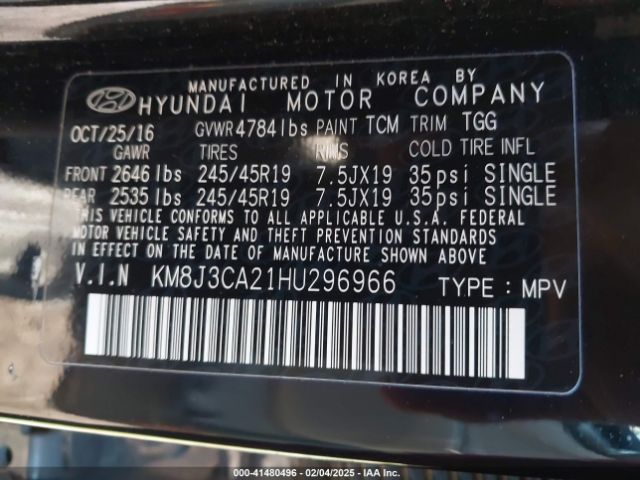 MANUFACTURED IN KOREA BY
HYUNDAI MOTOR COMPANY
OCT/25/16 GVWR 4784 lbs PAINT TCM TRIM TGG
GAWR TIRES RIMS COLD TIRE INFL
FRONT 2646 lbs 245/45R19 7.5JX19 35psi SINGLE
REAR 2535 lbs 245/45R19 7.5JX19 35psi SINGLE
THIS VEHICLE CONFORMS TO ALL APPLICABLE U.S.A. FEDERAL
MOTOR VEHICLE SAFETY AND THEFT PREVENTION STANDARDS
IN EFFECT ON THE DATE OF MANUFACTURE SHOWN ABOVE
V.I.N KM8J3CA21HU296966 TYPE : MPV
000-41480496 - 02/04/2025 - IAA Inc.